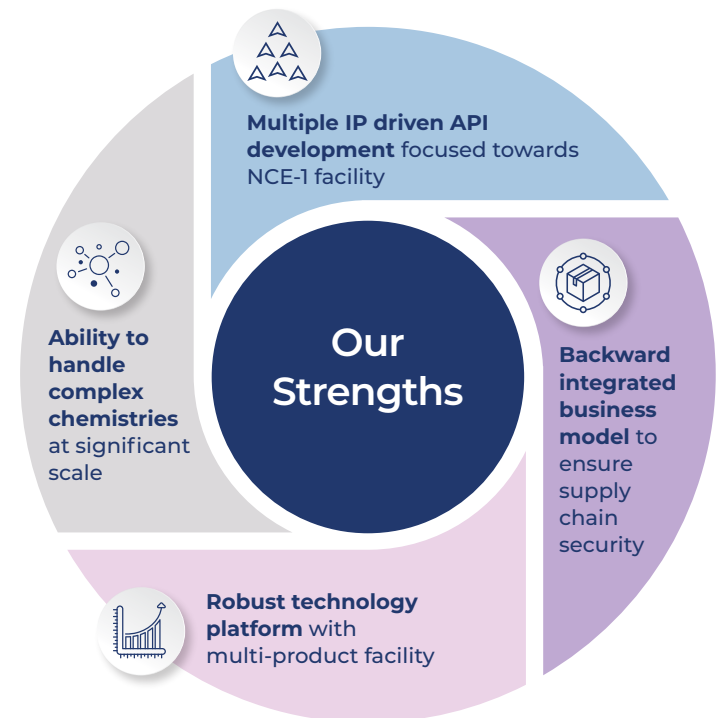 Multiple IP driven API
development focused towards
NCE-1 facility
Our
Strengths
Ability to
handle
complex
chemistries
at significant
scale
Backward
integrated
business
model to
ensure
supply
chain
security
Robust technology
platform with
multi-product facility